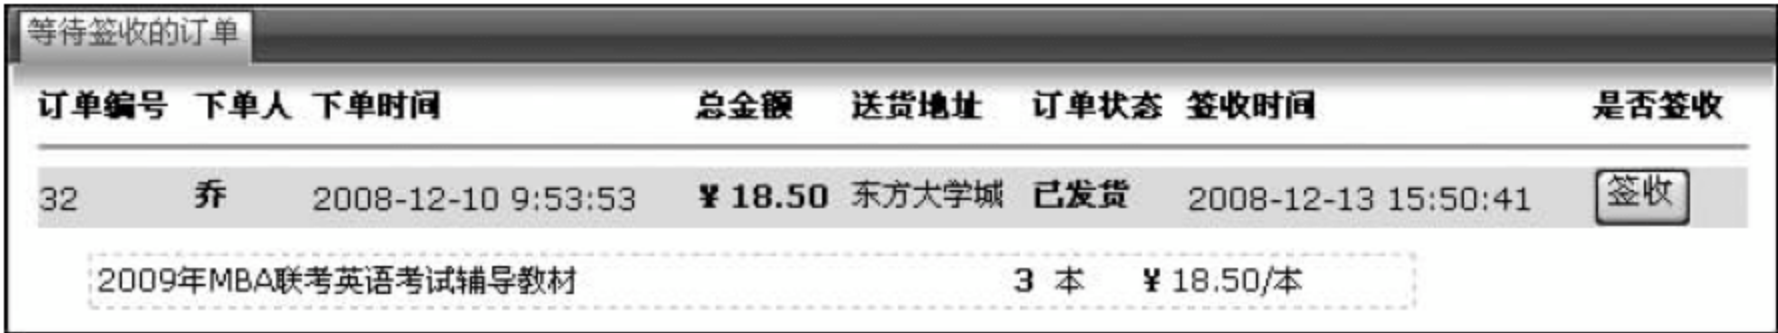 等待签收的订单
订单编号 下单人 下单时间 总金额 送货地址 订单状态 签收时间 是否签收
32 乔 2008-12-10 9:53:53 ¥ 18.50 东方大学城 已发货 2008-12-13 15:50:41 签收
2009年MBA联考英语考试辅导教材 3 本 ¥ 18.50/本